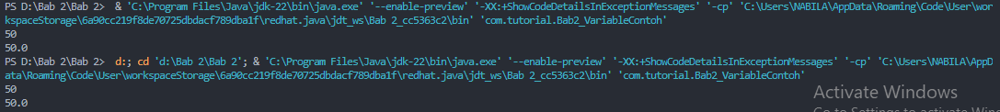 PS D:\Bab 2\Bab 2>  & 'C:\Program Files\Java\jdk-22\bin\java.exe' '--enable-preview' '-XX:+ShowCodeDetailsInExceptionMessages' '-cp' 'C:\Users\NABILA\AppData\Roaming\Code\User\wor
kspaceStorage\6a90cc219f8de70725dbdacf789dba1f\redhat.java\jdt_ws\Bab 2_cc5363c2\bin' 'com.tutorial.Bab2_VariableContoh'
50
50.0
PS D:\Bab 2\Bab 2>  d:; cd 'd:\Bab 2\Bab 2'; & 'C:\Program Files\Java\jdk-22\bin\java.exe' '--enable-preview' '-XX:+ShowCodeDetailsInExceptionMessages' '-cp' 'C:\Users\NABILA\AppD
ata\Roaming\Code\User\workspaceStorage\6a90cc219f8de70725dbdacf789dba1f\redhat.java\jdt_ws\Bab 2_cc5363c2\bin' 'com.tutorial.Bab2_VariableContoh'
50
50.0
Activate Windows
Go to Settings to activate Win